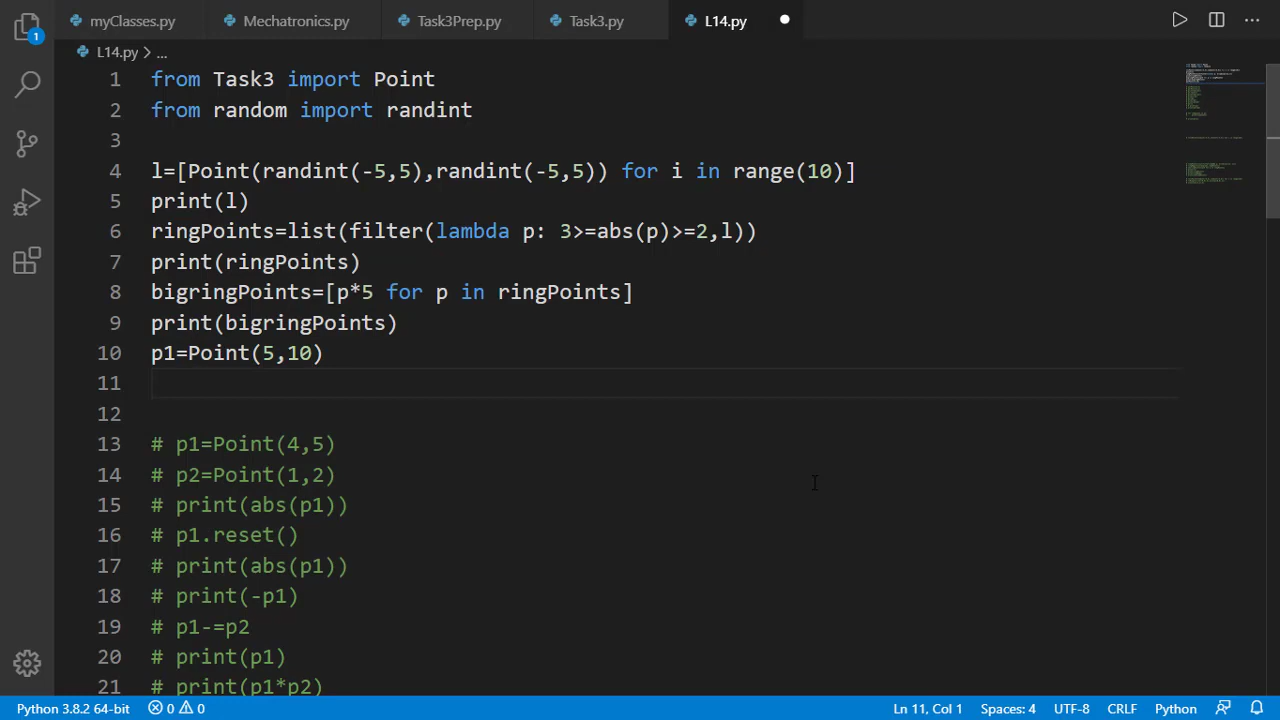 myClasses.py
Mechatronics.py
Task3Prep.py
Task3.py
L14.py
1
L14.py > ...
1 from Task3 import Point
2 from random import randint
3
4 l=[Point(randint(-5,5),randint(-5,5)) for i in range(10)]
5 print(l)
6 ringPoints=list(filter(lambda p: 3>=abs(p)>=2,l))
7 print(ringPoints)
8 bigringPoints=[p*5 for p in ringPoints]
9 print(bigringPoints)
10 p1=Point(5,10)
11
12
13 # p1=Point(4,5)
14 # p2=Point(1,2)
15 # print(abs(p1))
16 # p1.reset()
17 # print(abs(p1))
18 # print(-p1)
19 # p1-=p2
20 # print(p1)
21 # print(p1*p2)
Python 3.8.2 64-bit
0
0
Ln 11, Col 1
Spaces: 4
UTF-8
CRLF
Python